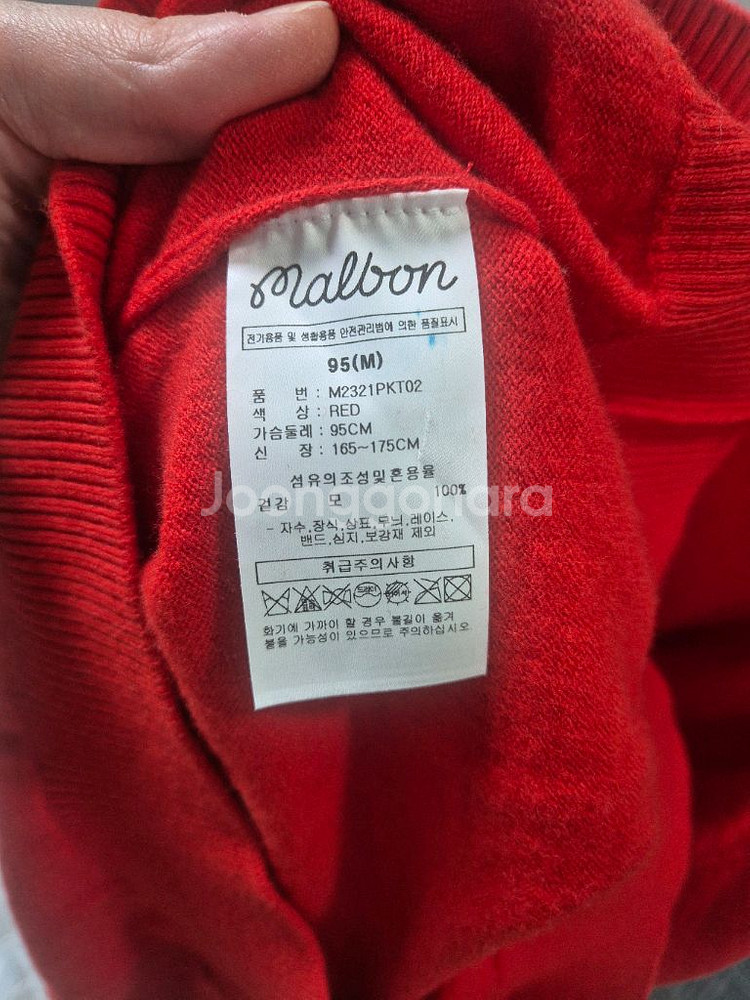 malbon
전기용품 및 생활용품 안전관리법에 의한 품질표시
95(M)
품 번 : M2321PKT02
색 상 : RED
가슴둘레 : 95CM
신 장 : 165~175CM
섬유의조성및혼용율
겉감 모 100%
Joonggonara
- 자수,장식,상표,무늬,레이스,
밴드,심지,보강재 제외
취급주의사항
드라이
화기에 가까이 할 경우 불길이 옮겨
붙을 가능성이 있으므로 주의하십시오